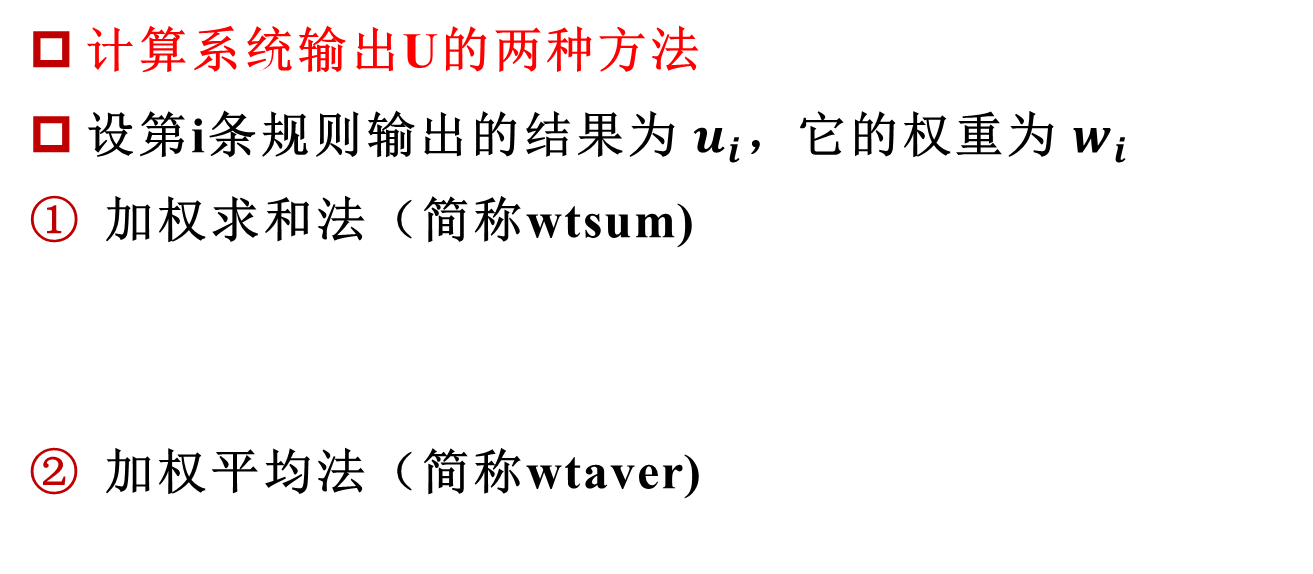 计算系统输出U的两种方法
设第i条规则输出的结果为 uᵢ，它的权重为 wᵢ
① 加权求和法（简称wtsum)
② 加权平均法（简称wtaver)